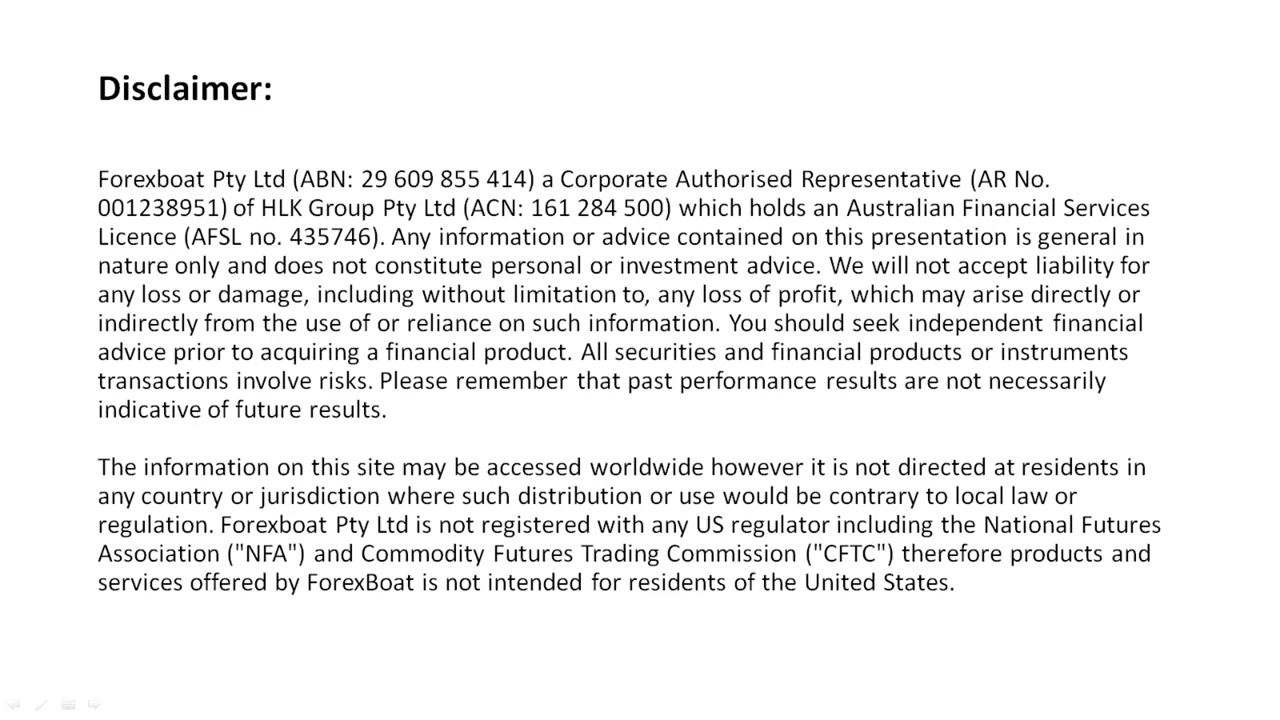 Disclaimer:
Forexboat Pty Ltd (ABN: 29 609 855 414) a Corporate Authorised Representative (AR No.
001238951) of HLK Group Pty Ltd (ACN: 161 284 500) which holds an Australian Financial Services
Licence (AFSL no. 435746). Any information or advice contained on this presentation is general in
nature only and does not constitute personal or investment advice. We will not accept liability for
any loss or damage, including without limitation to, any loss of profit, which may arise directly or
indirectly from the use of or reliance on such information. You should seek independent financial
advice prior to acquiring a financial product. All securities and financial products or instruments
transactions involve risks. Please remember that past performance results are not necessarily
indicative of future results.
The information on this site may be accessed worldwide however it is not directed at residents in
any country or jurisdiction where such distribution or use would be contrary to local law or
regulation. Forexboat Pty Ltd is not registered with any US regulator including the National Futures
Association ("NFA") and Commodity Futures Trading Commission ("CFTC") therefore products and
services offered by ForexBoat is not intended for residents of the United States.